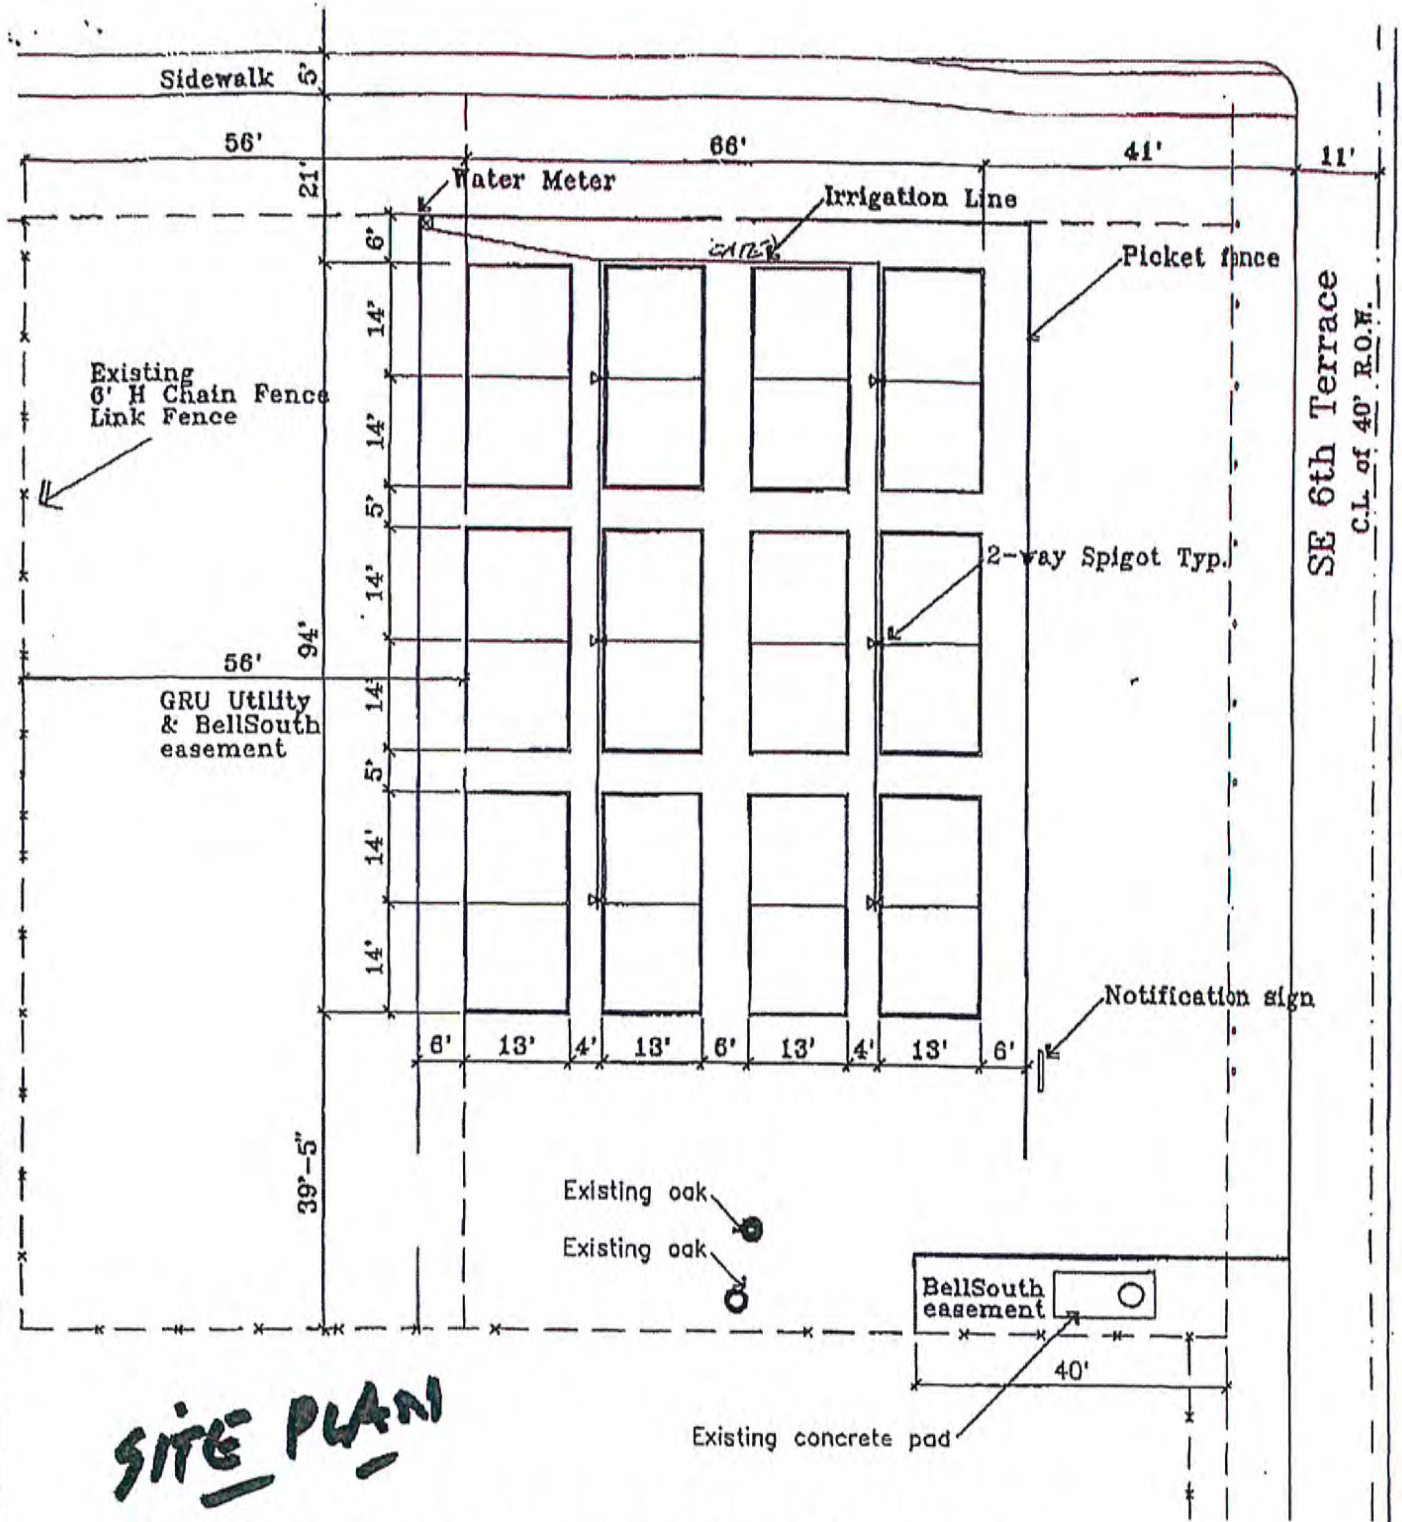 Sidewalk
5'
56'
66'
41'
11'
21'
Water Meter
Irrigation Line
6'
GATE
Picket fence
14'
Existing
6' H Chain Fence
Link Fence
14'
SE 6th Terrace
C.L. of 40' R.O.W.
5'
2-way Spigot Typ.
14'
94'
56'
14'
GRU Utility
& BellSouth
easement
5'
14'
14'
Notification sign
6'
13'
4'
13'
6'
13'
4'
13'
6'
39'-5"
Existing oak
Existing oak
BellSouth
easement
40'
Existing concrete pad
SITE PLAN